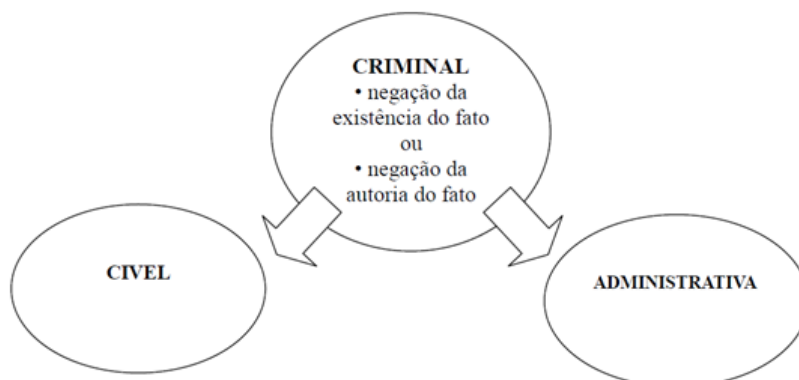 CRIMINAL
• negação da
existência do fato
ou
• negação da
autoria do fato
CIVEL
ADMINISTRATIVA